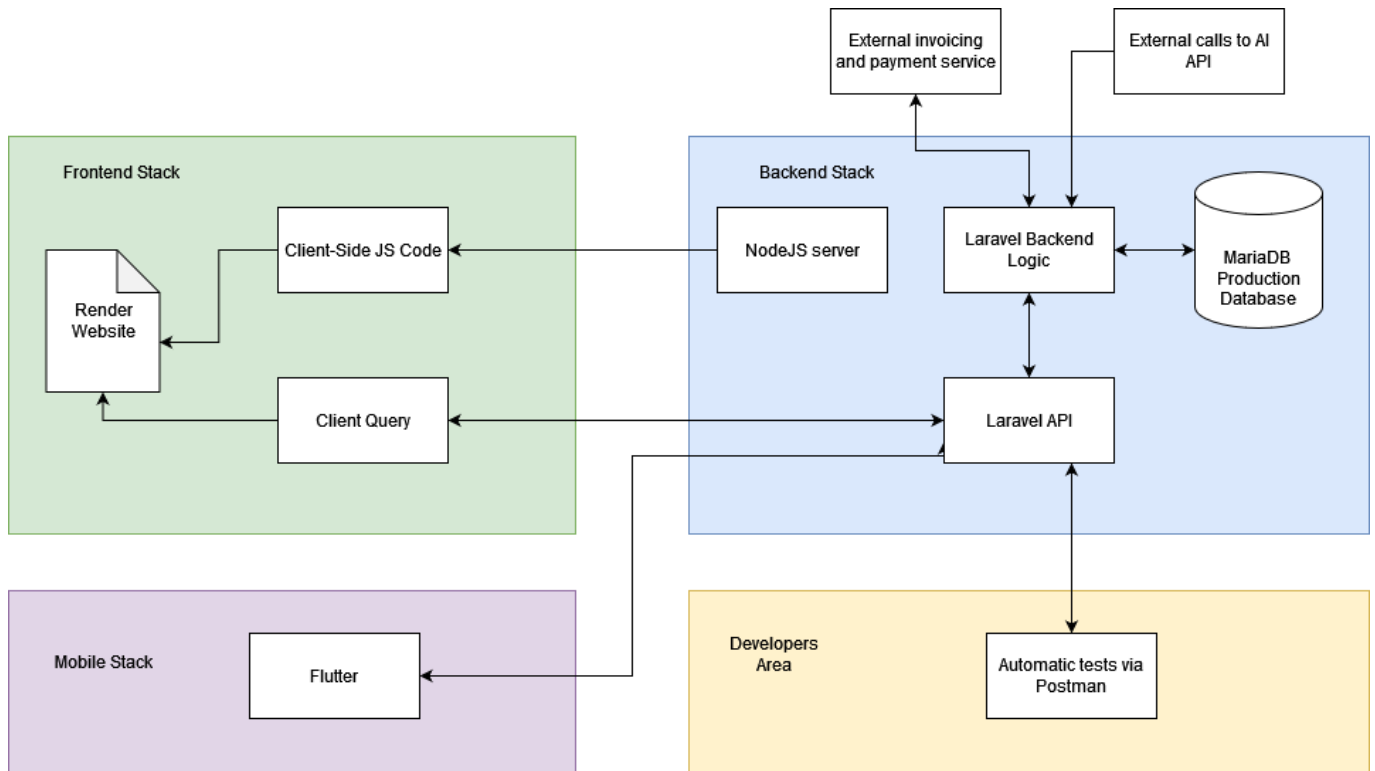 External invoicing
and payment service
External calls to AI
API
Frontend Stack
Backend Stack
Client-Side JS Code
NodeJS server
Laravel Backend
Logic
MariaDB
Production
Database
Render
Website
Client Query
Laravel API
Mobile Stack
Flutter
Developers
Area
Automatic tests via
Postman